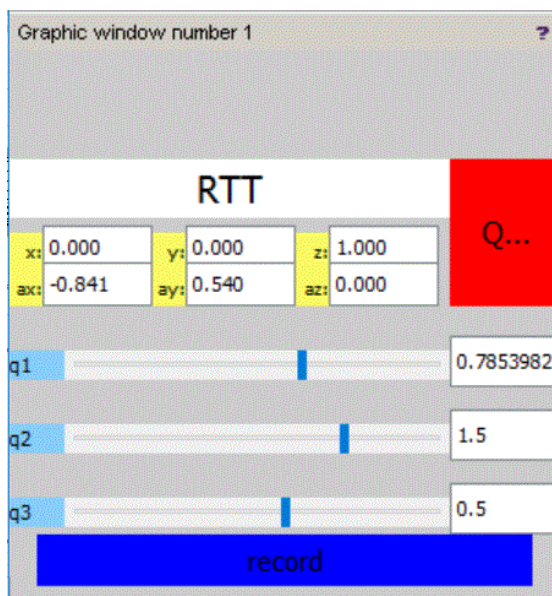 Graphic window number 1 ?
RTT
Q...
x: 0.000 y: 0.000 z: 1.000
ax: -0.841 ay: 0.540 az: 0.000
q1 0.7853982
q2 1.5
q3 0.5
record